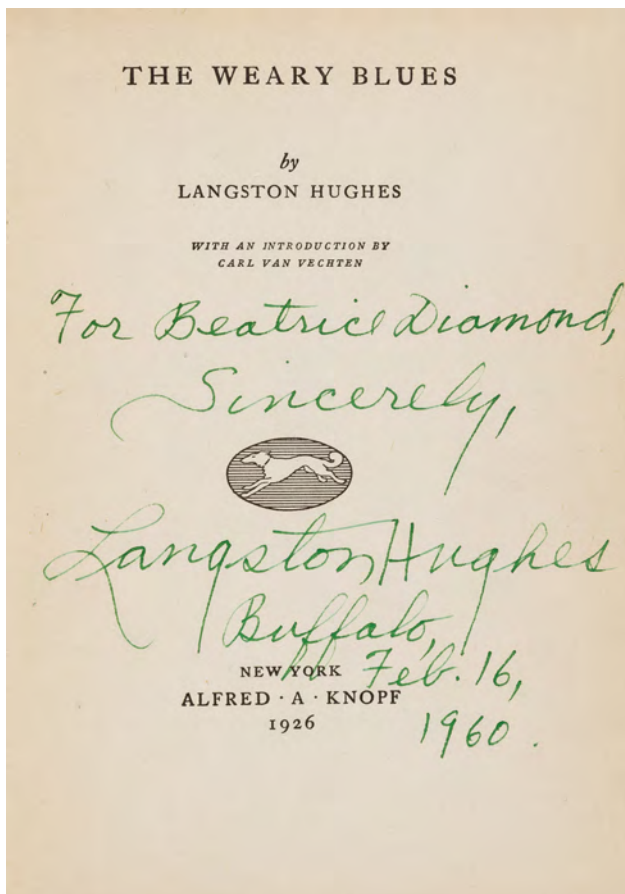 THE WEARY BLUES
by
LANGSTON HUGHES
WITH AN INTRODUCTION BY
CARL VAN VECHTEN
For Beatrice Diamond,
Sincerely,
Langston Hughes
Buffalo,
Feb. 16,
1960.
NEW YORK
ALFRED · A · KNOPF
1926